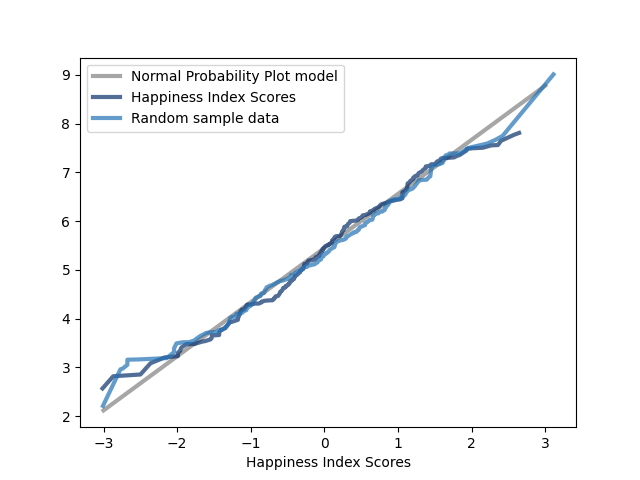 Normal Probability Plot model
Happiness Index Scores
Random sample data
9
8
7
6
5
4
3
2
−3 −2 −1 0 1 2 3
Happiness Index Scores